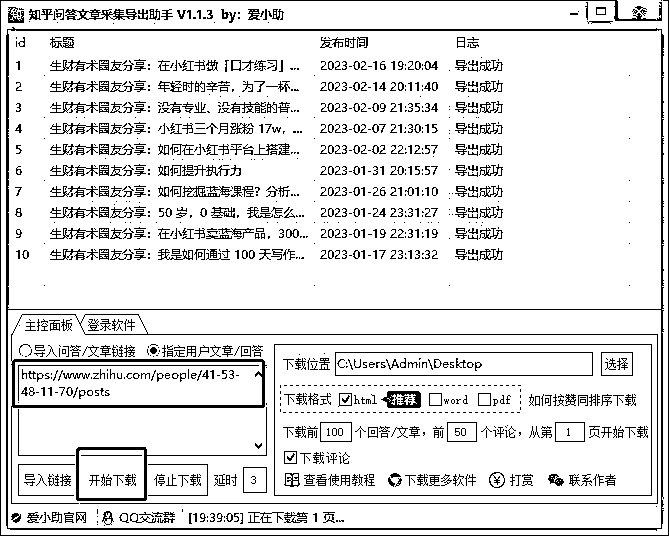 知乎问答文章采集导出助手 V1.1.3 by：爱小助
id 标题 发布时间 日志
1 生财有术圈友分享：在小红书做「口才练习」... 2023-02-16 19:20:04 导出成功
2 生财有术圈友分享：年轻时的辛苦，为了一杯... 2023-02-14 20:11:40 导出成功
3 生财有术圈友分享：没有专业、没有技能的普... 2023-02-09 21:35:34 导出成功
4 生财有术圈友分享：小红书三个月涨粉 17w，... 2023-02-07 21:30:15 导出成功
5 生财有术圈友分享：如何在小红书平台上搭建... 2023-02-02 22:12:57 导出成功
6 生财有术圈友分享：如何提升执行力 2023-01-31 20:15:57 导出成功
7 生财有术圈友分享：如何挖掘蓝海课程？分析... 2023-01-26 21:01:10 导出成功
8 生财有术圈友分享：50 岁，0 基础，我是怎么... 2023-01-24 23:31:27 导出成功
9 生财有术圈友分享：在小红书卖蓝海产品，300... 2023-01-19 22:31:19 导出成功
10 生财有术圈友分享：我是如何通过 100 天写作... 2023-01-17 23:13:32 导出成功
主控面板 登录软件
导入问答/文章链接 指定用户文章/回答
https://www.zhihu.com/people/41-53-
48-11-70/posts
导入链接 开始下载 停止下载 延时 3
下载位置 C:\Users\Admin\Desktop 选择
下载格式 html 推荐 word pdf 如何按赞同排序下载
下载前 100 个回答/文章，前 50 个评论，从第 1 页开始下载
下载评论
查看使用教程 下载更多软件 打赏 联系作者
爱小助官网 QQ交流群 [19:39:05] 正在下载第 1 页...